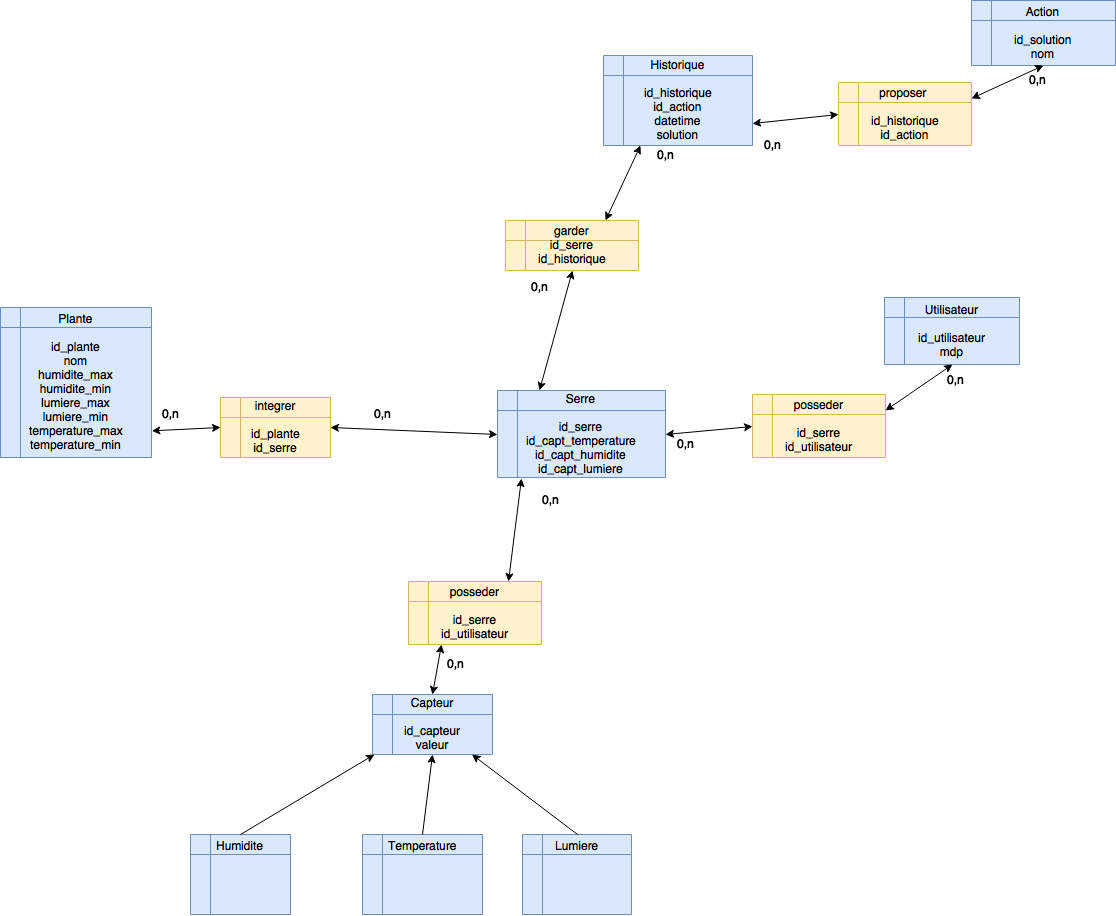 Action
id_solution
nom
0,n
Historique
id_historique
id_action
datetime
solution
0,n
proposer
id_historique
id_action
0,n
garder
id_serre
id_historique
0,n
Plante
id_plante
nom
humidite_max
humidite_min
lumiere_max
lumiere_min
temperature_max
temperature_min
0,n
integrer
id_plante
id_serre
0,n
Serre
id_serre
id_capt_temperature
id_capt_humidite
id_capt_lumiere
0,n
posseder
id_serre
id_utilisateur
Utilisateur
id_utilisateur
mdp
0,n
0,n
posseder
id_serre
id_utilisateur
0,n
Capteur
id_capteur
valeur
Humidite
Temperature
Lumiere